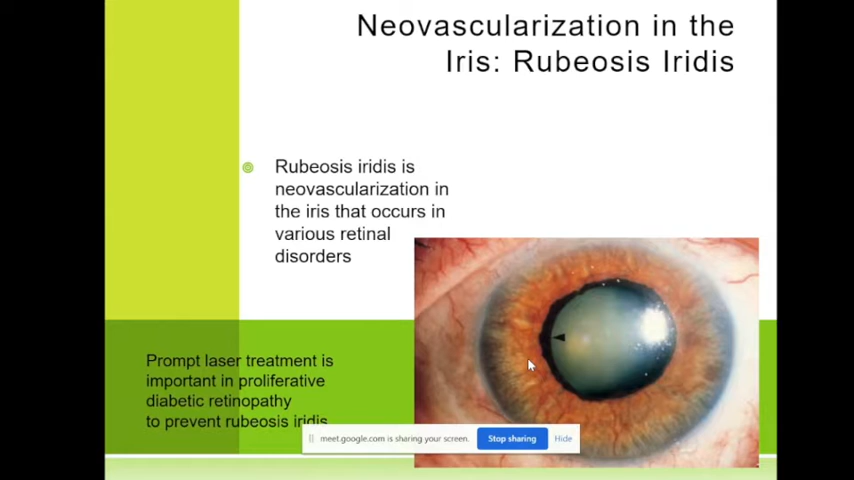 Neovascularization in the
Iris: Rubeosis Iridis
Rubeosis iridis is
neovascularization in
the iris that occurs in
various retinal
disorders
Prompt laser treatment is
important in proliferative
diabetic retinopathy
to prevent rubeosis iridis
meet.google.com is sharing your screen.
Stop sharing
Hide